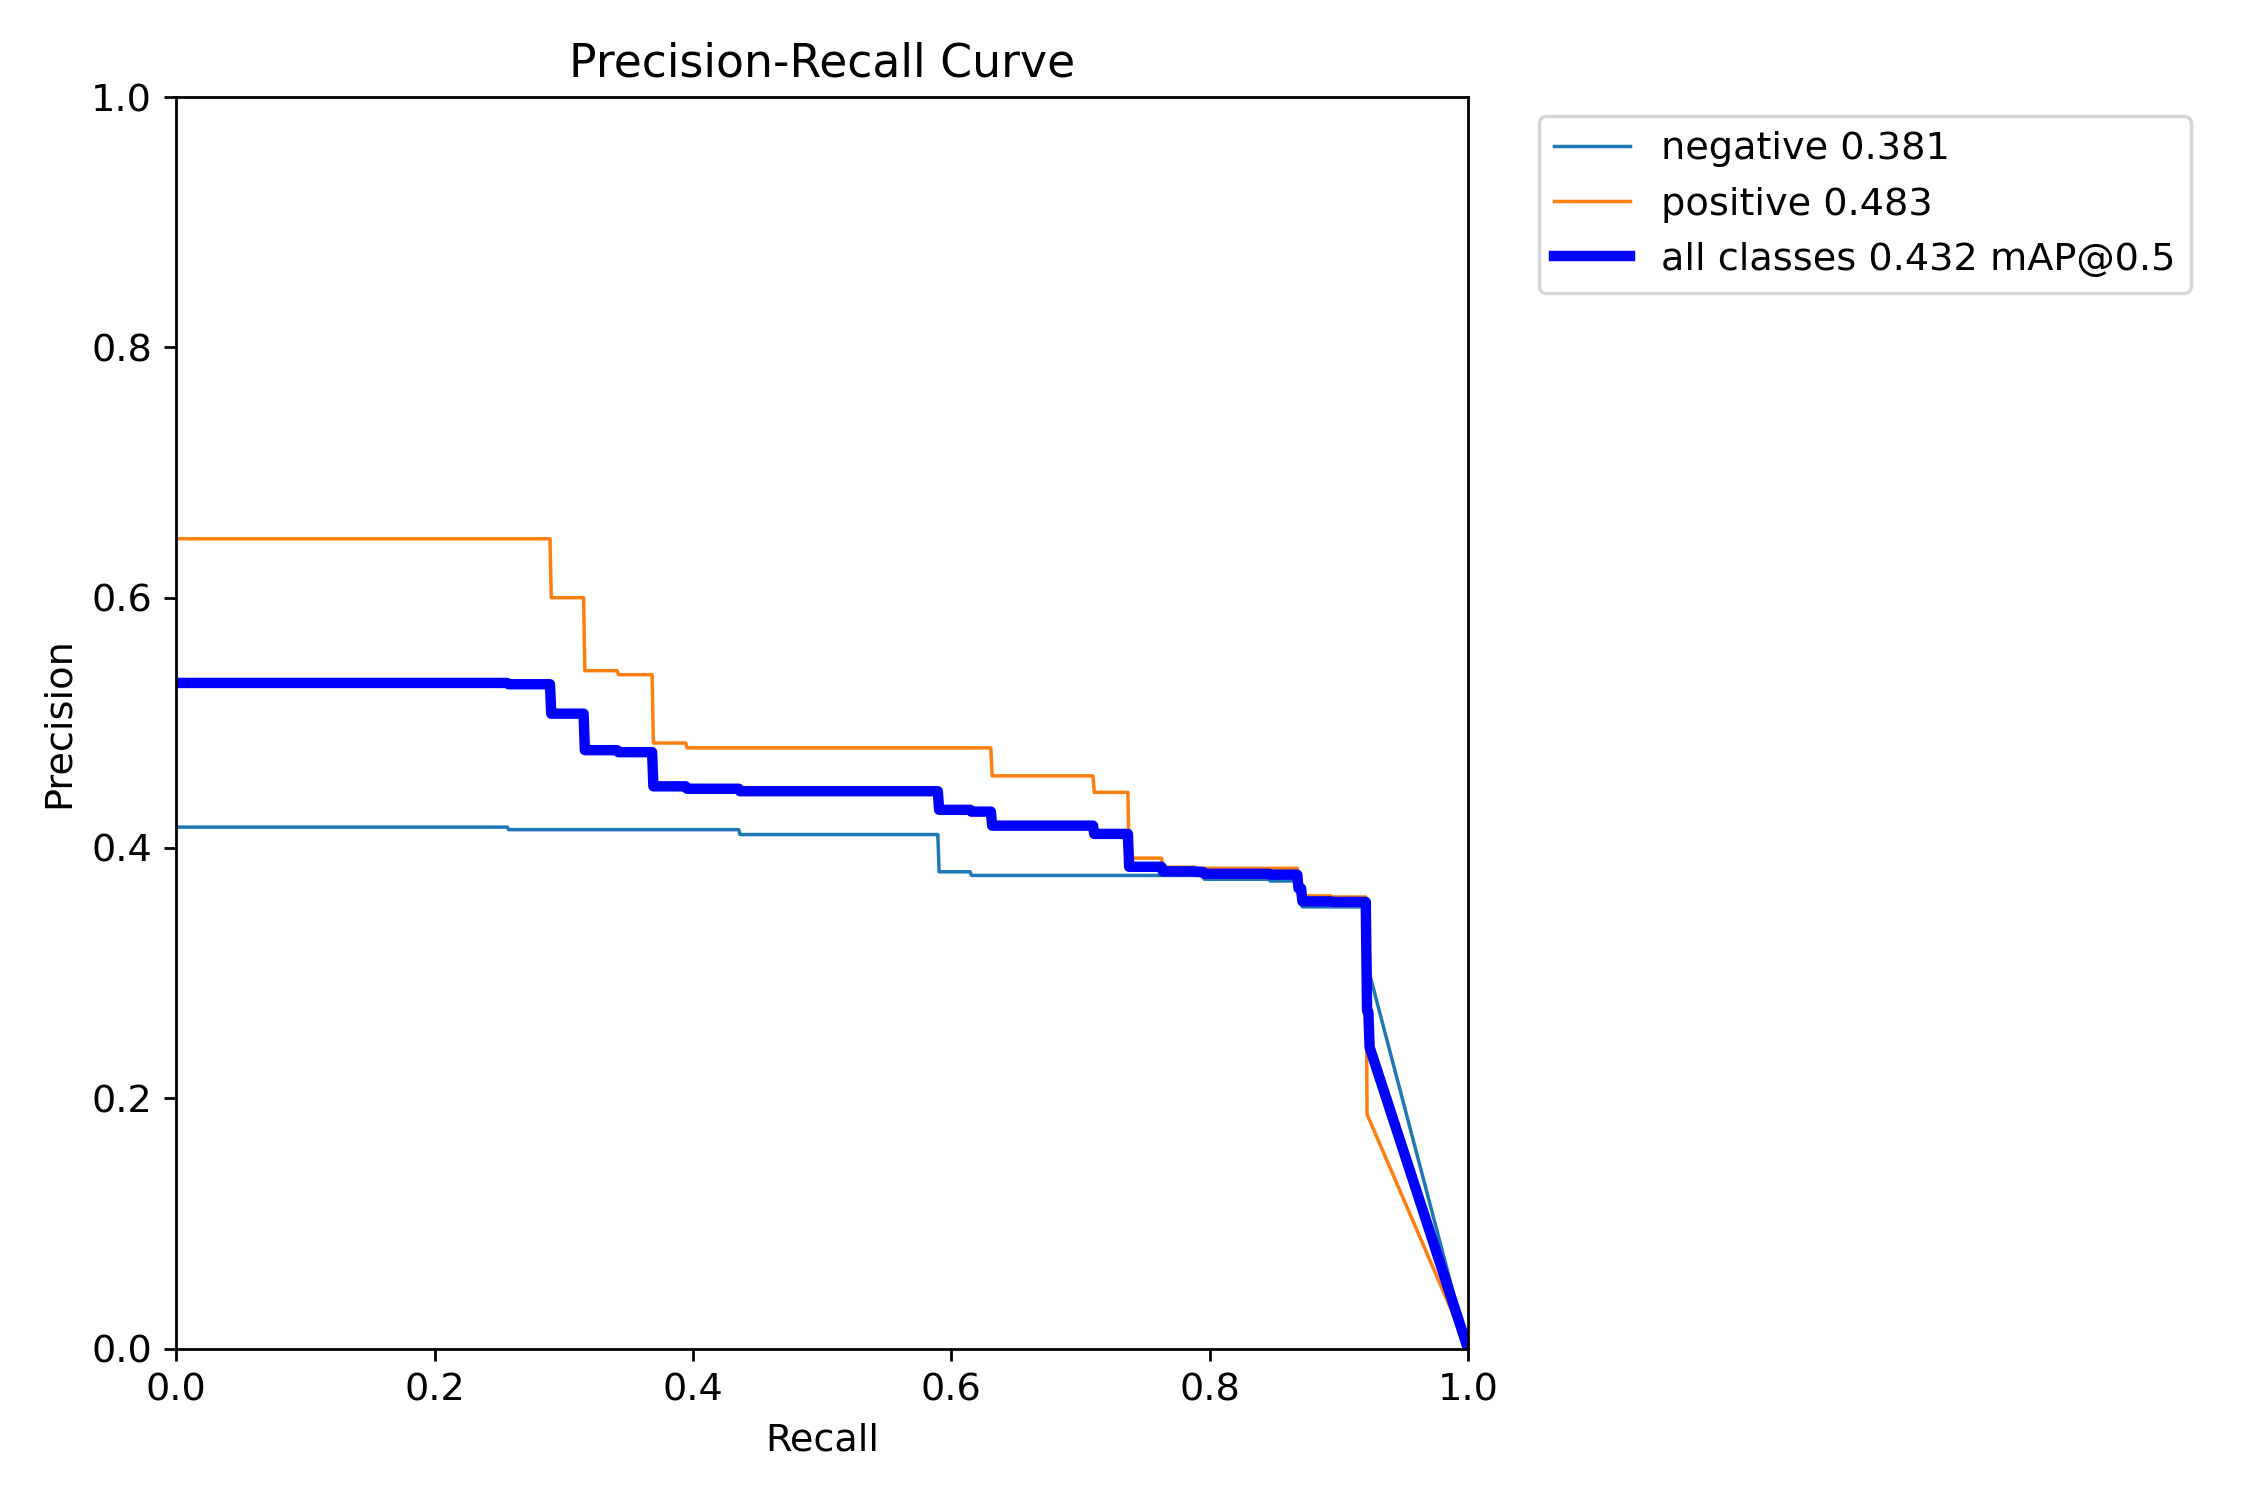 Precision-Recall Curve
1.0
0.8
0.6
0.4
0.2
0.0
Precision
0.0 0.2 0.4 0.6 0.8 1.0
Recall
negative 0.381
positive 0.483
all classes 0.432 mAP@0.5